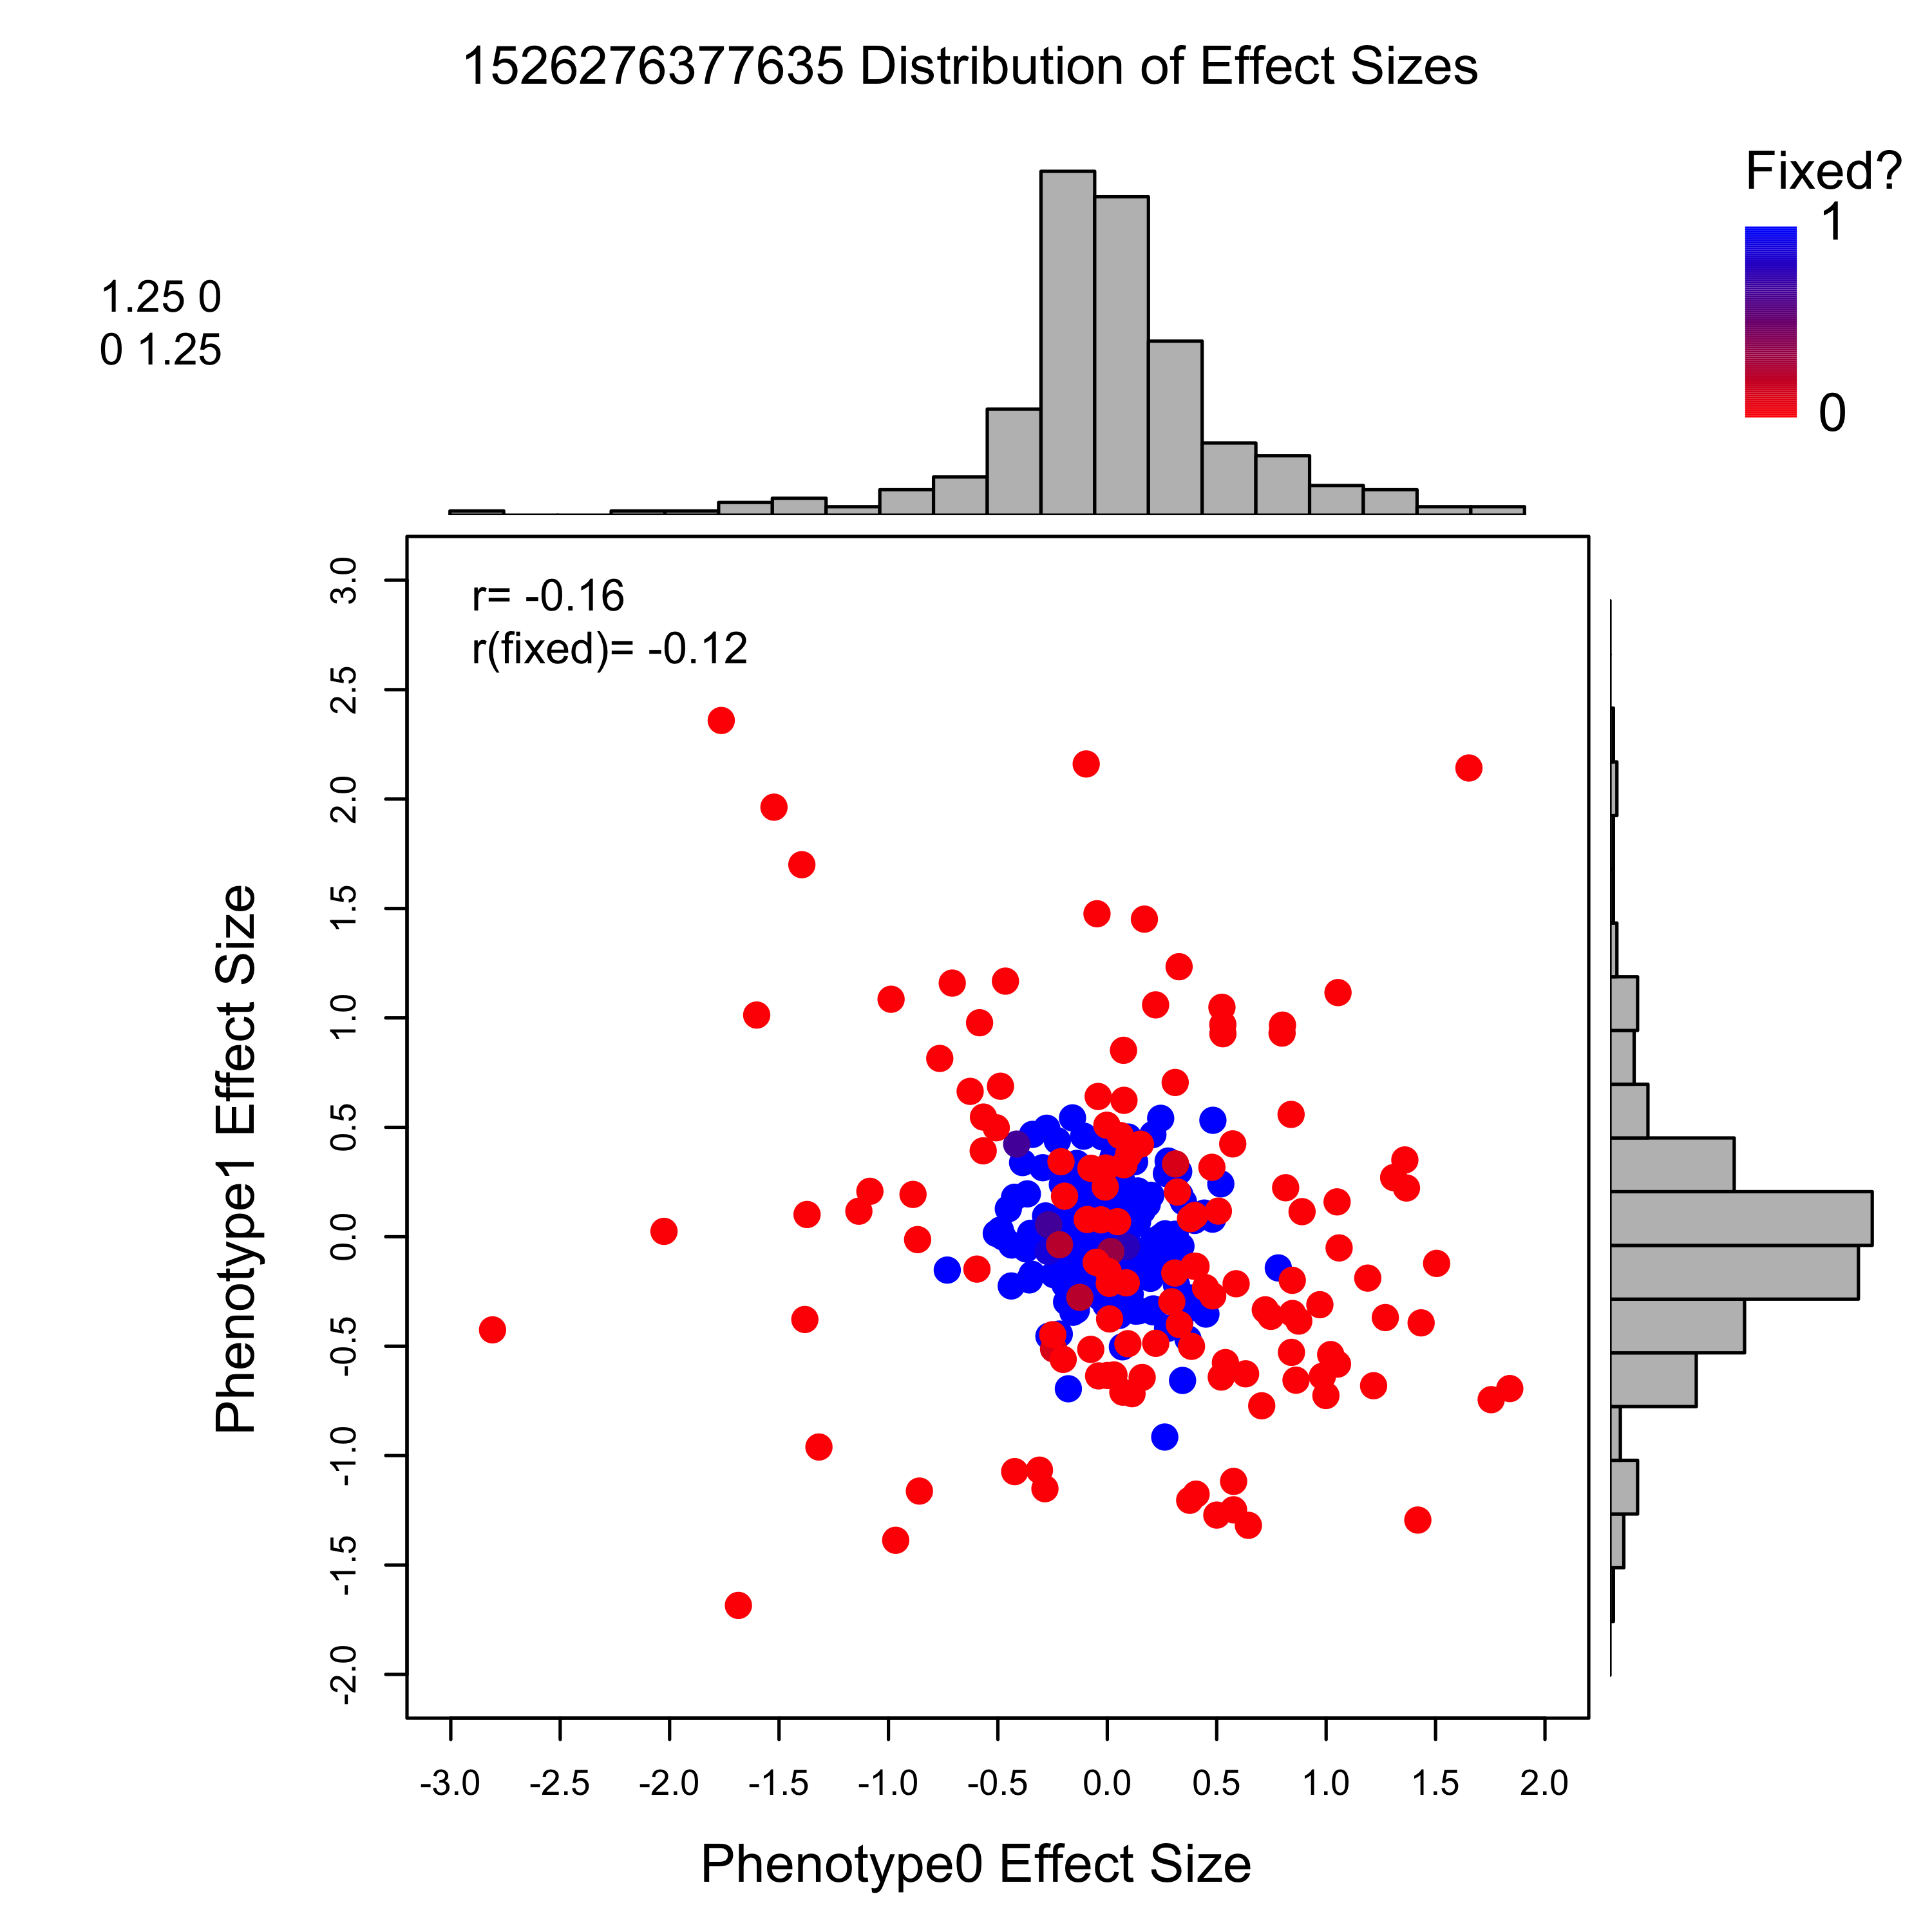 1526276377635 Distribution of Effect Sizes
Fixed?
1
0
1.25 0
0 1.25
r= -0.16
r(fixed)= -0.12
3.0
2.5
2.0
1.5
1.0
0.5
0.0
-0.5
-1.0
-1.5
-2.0
Phenotype1 Effect Size
-3.0 -2.5 -2.0 -1.5 -1.0 -0.5 0.0 0.5 1.0 1.5 2.0
Phenotype0 Effect Size